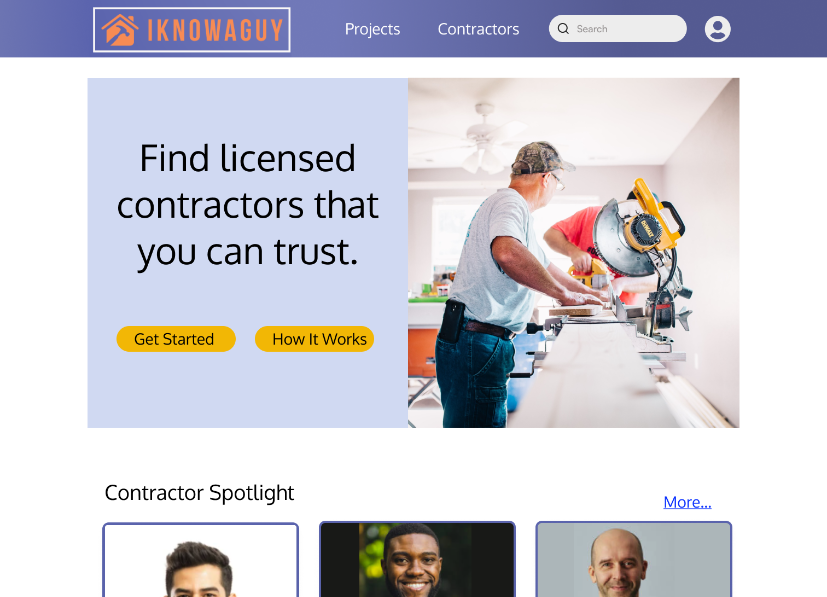 IKNOWAGUY
Projects
Contractors
Search
Find licensed
contractors that
you can trust.
Get Started
How It Works
Contractor Spotlight
More...